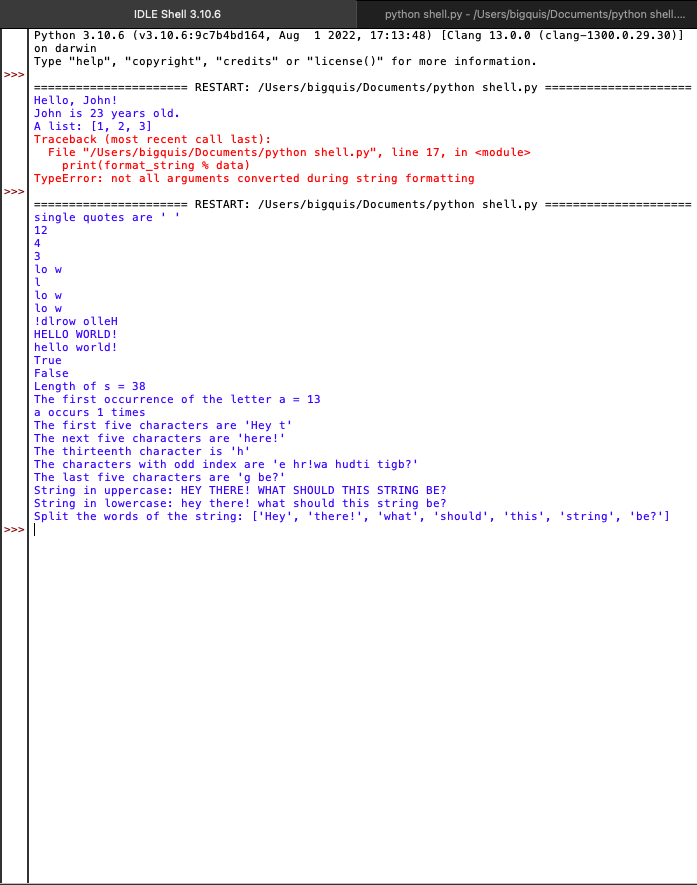 IDLE Shell 3.10.6
python shell.py - /Users/bigquis/Documents/python shell....
Python 3.10.6 (v3.10.6:9c7b4bd164, Aug  1 2022, 17:13:48) [Clang 13.0.0 (clang-1300.0.29.30)]
on darwin
Type "help", "copyright", "credits" or "license()" for more information.
>>>
====================== RESTART: /Users/bigquis/Documents/python shell.py =====================
Hello, John!
John is 23 years old.
A list: [1, 2, 3]
Traceback (most recent call last):
  File "/Users/bigquis/Documents/python shell.py", line 17, in <module>
    print(format_string % data)
TypeError: not all arguments converted during string formatting
>>>
====================== RESTART: /Users/bigquis/Documents/python shell.py =====================
single quotes are ' '
12
4
3
lo w
l
lo w
lo w
!dlrow olleH
HELLO WORLD!
hello world!
True
False
Length of s = 38
The first occurrence of the letter a = 13
a occurs 1 times
The first five characters are 'Hey t'
The next five characters are 'here!'
The thirteenth character is 'h'
The characters with odd index are 'e hr!wa hudti tigb?'
The last five characters are 'g be?'
String in uppercase: HEY THERE! WHAT SHOULD THIS STRING BE?
String in lowercase: hey there! what should this string be?
Split the words of the string: ['Hey', 'there!', 'what', 'should', 'this', 'string', 'be?']
>>>